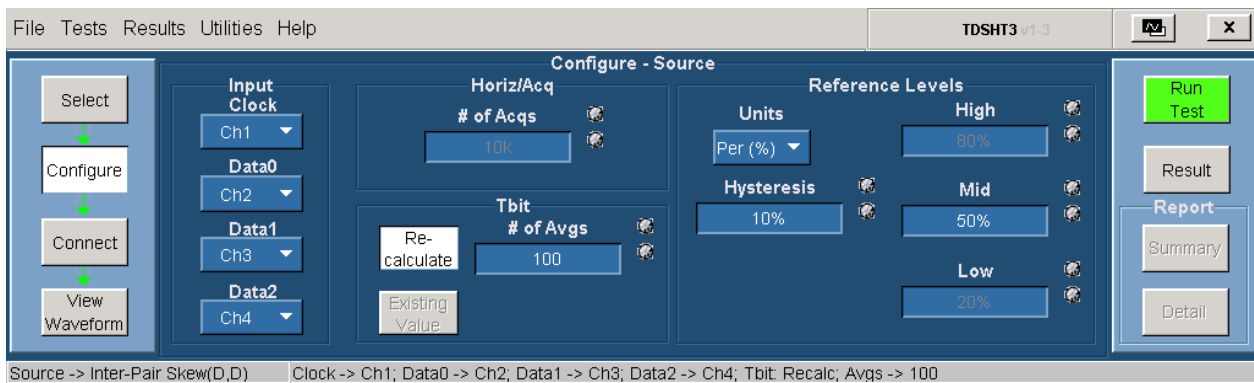 File Tests Results Utilities Help
TDSHT3 v1-3
x
Configure - Source
Select
Configure
Connect
View
Waveform
Input
Clock
Ch1
Data0
Ch2
Data1
Ch3
Data2
Ch4
Horiz/Acq
# of Acqs
10k
Tbit
Re-
calculate
Existing
Value
# of Avgs
100
Reference Levels
Units
Per (%)
Hysteresis
10%
High
80%
Mid
50%
Low
20%
Run
Test
Result
Report
Summary
Detail
Source -> Inter-Pair Skew(D,D)
Clock -> Ch1; Data0 -> Ch2; Data1 -> Ch3; Data2 -> Ch4; Tbit: Recalc; Avgs -> 100